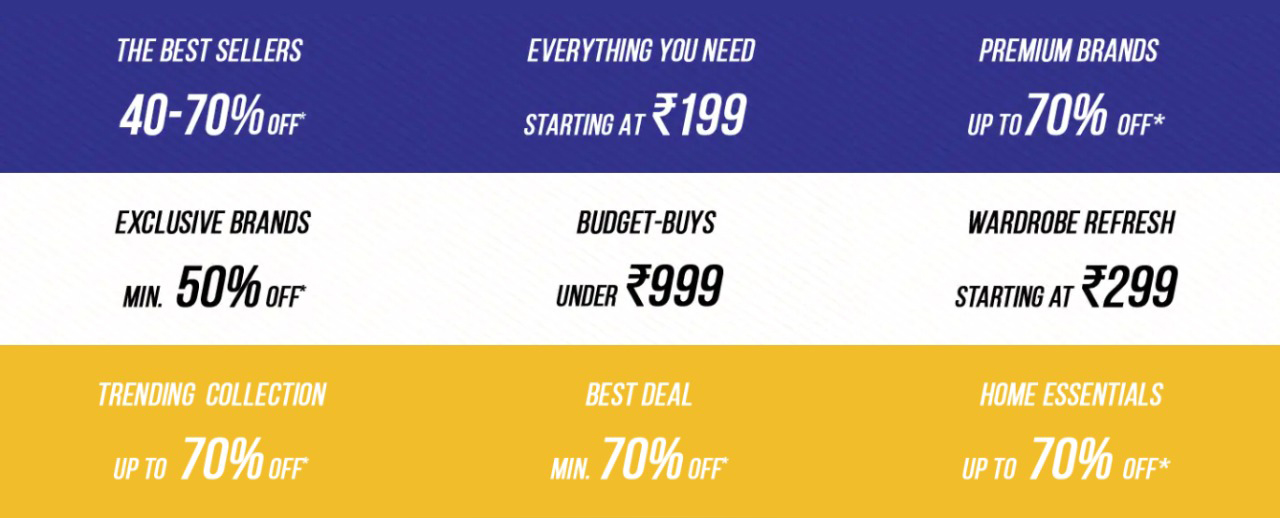 THE BEST SELLERS
40-70% OFF*
EVERYTHING YOU NEED
STARTING AT ₹199
PREMIUM BRANDS
UP TO 70% OFF*
EXCLUSIVE BRANDS
MIN. 50% OFF*
BUDGET-BUYS
UNDER ₹999
WARDROBE REFRESH
STARTING AT ₹299
TRENDING COLLECTION
UP TO 70% OFF*
BEST DEAL
MIN. 70% OFF*
HOME ESSENTIALS
UP TO 70% OFF*